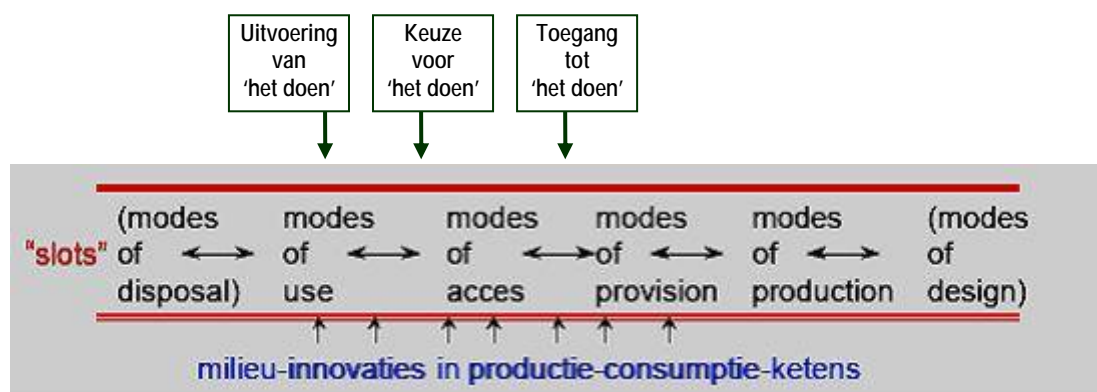 Uitvoering
van
‘het doen’
Keuze
voor
‘het doen’
Toegang
tot
‘het doen’
"slots"
(modes
of
disposal)
modes
of
use
modes
of
acces
modes
of
provision
modes
of
production
(modes
of
design)
milieu-innovaties in productie-consumptie-ketens